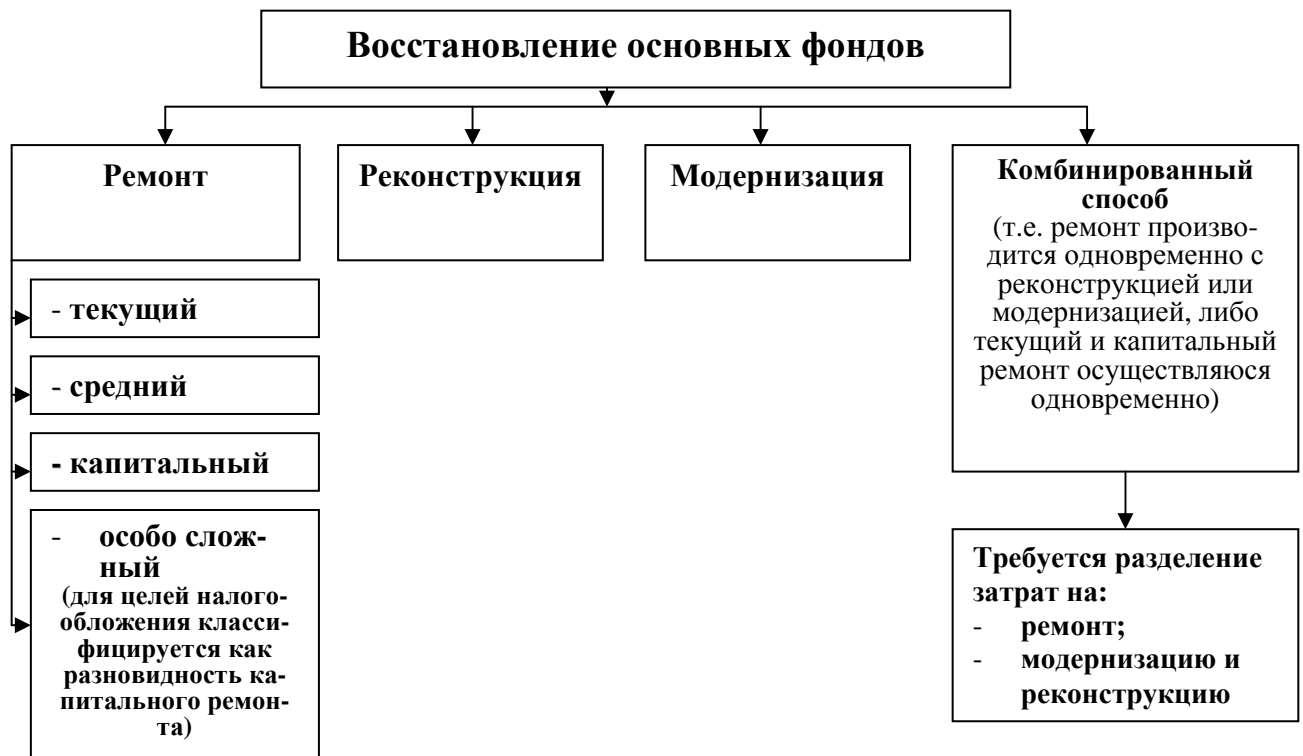 Восстановление основных фондов
Ремонт
Реконструкция
Модернизация
Комбинированный
способ
(т.е. ремонт произво-
дится одновременно с
реконструкцией или
модернизацией, либо
текущий и капитальный
ремонт осуществляюся
одновременно)
- текущий
- средний
- капитальный
- особо слож-
ный
(для целей налого-
обложения класси-
фицируется как
разновидность ка-
питального ремон-
та)
Требуется разделение
затрат на:
- ремонт;
- модернизацию и
реконструкцию